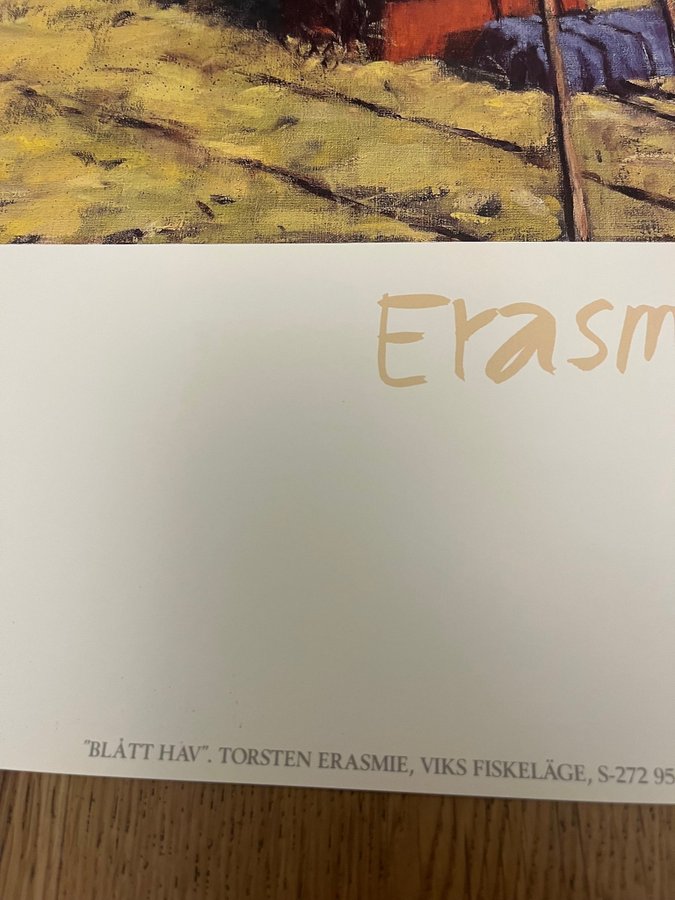 Erasm
"BLÅTT HAV". TORSTEN ERASMIE, VIKS FISKELÄGE, S-272 95